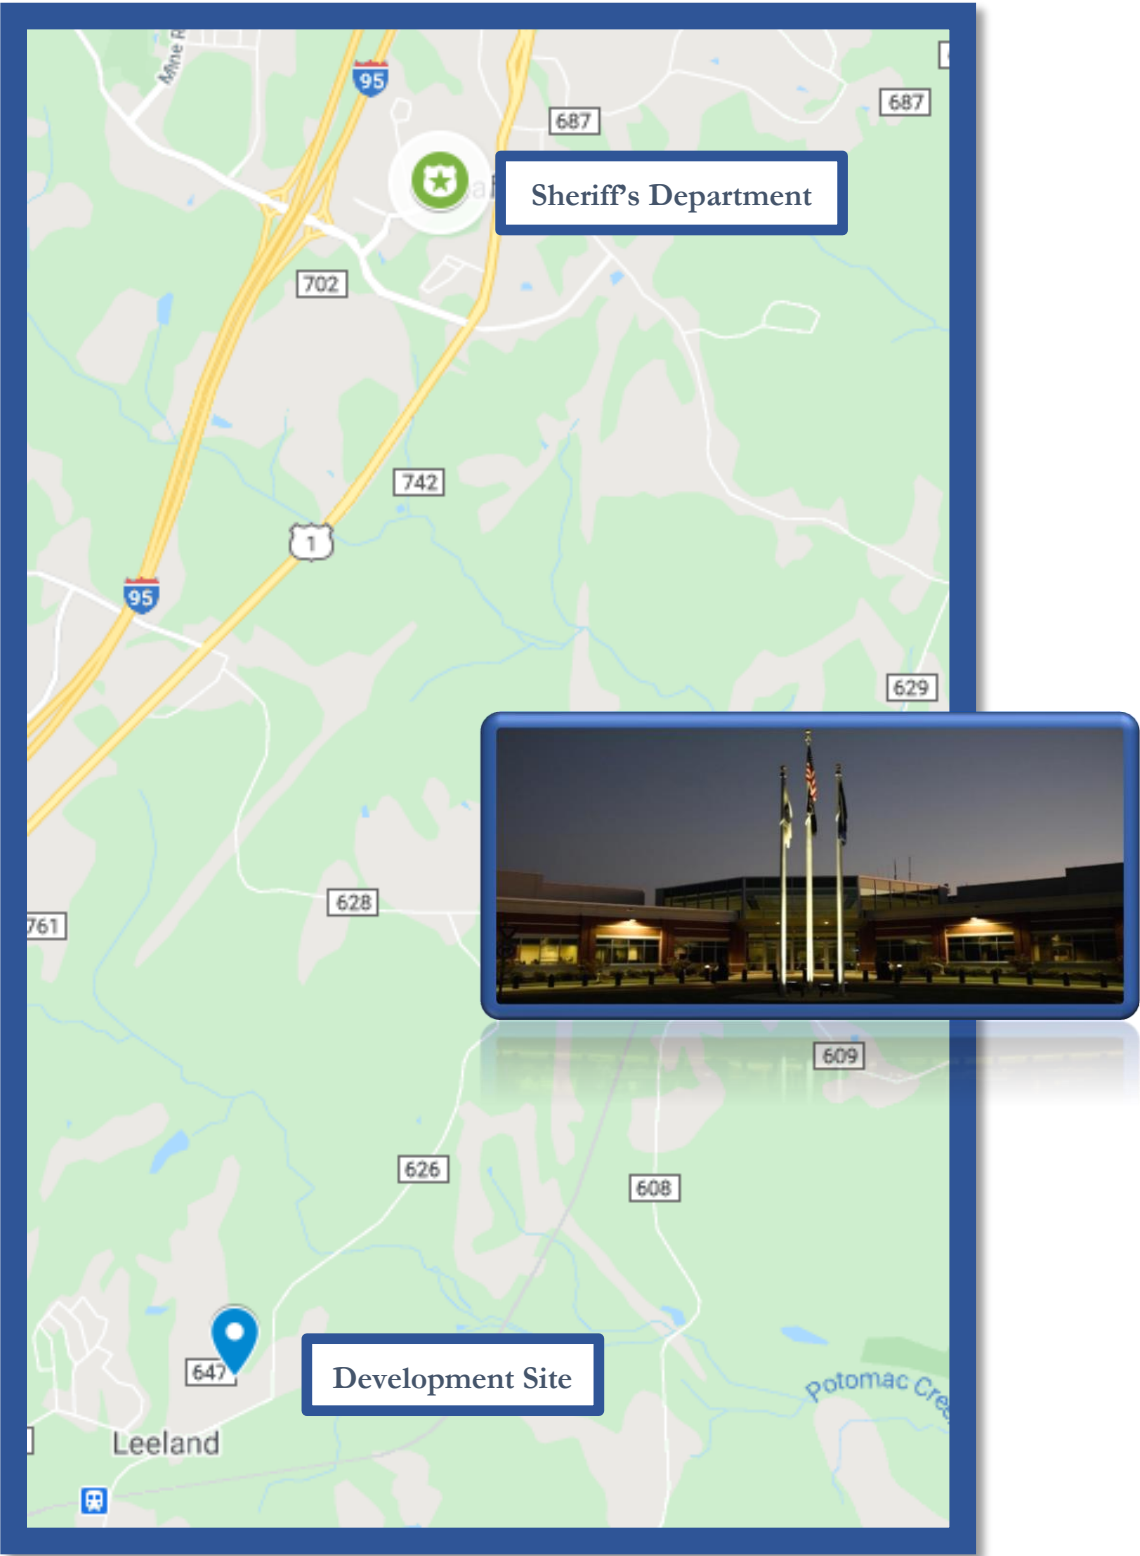 Mine R
95
687
687
Sheriff's Department
702
742
1
95
629
628
761
609
626
608
647
Development Site
Potomac Cre
Leeland